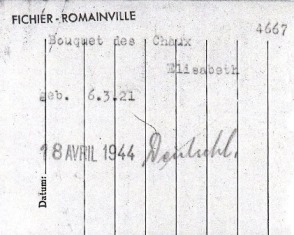 FICHIER - ROMAINVILLE
4667
Bouquet des Chaux
Elisabeth
geb. 6.3.21
18 AVRIL 1944 Deutschl.
Datum: